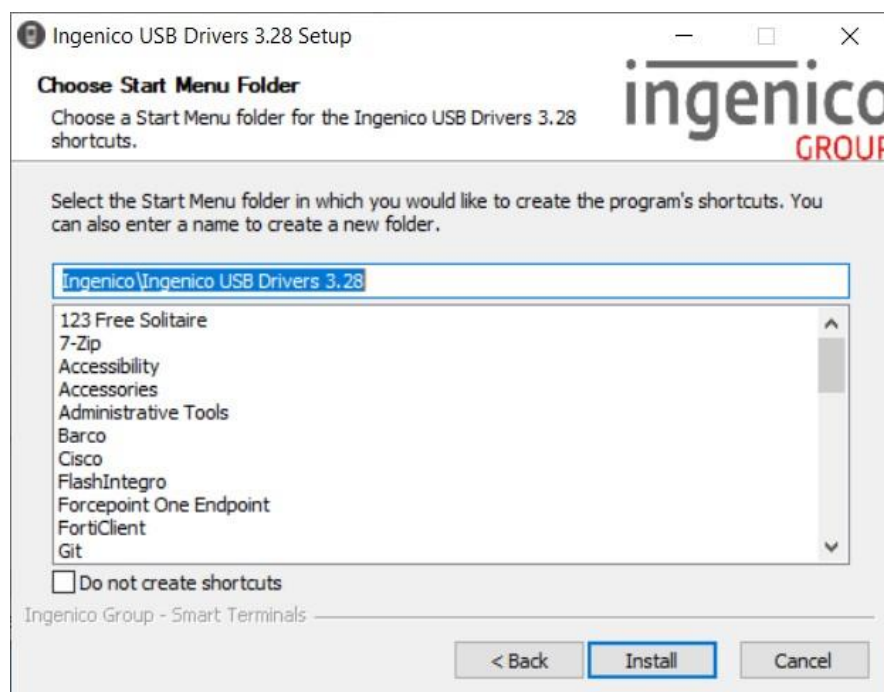 Ingenico USB Drivers 3.28 Setup
Choose Start Menu Folder
Choose a Start Menu folder for the Ingenico USB Drivers 3.28
shortcuts.
ingenico
GROUP
Select the Start Menu folder in which you would like to create the program's shortcuts. You
can also enter a name to create a new folder.
Ingenico\Ingenico USB Drivers 3.28
123 Free Solitaire
7-Zip
Accessibility
Accessories
Administrative Tools
Barco
Cisco
FlashIntegro
Forcepoint One Endpoint
FortiClient
Git
Do not create shortcuts
Ingenico Group - Smart Terminals
< Back
Install
Cancel